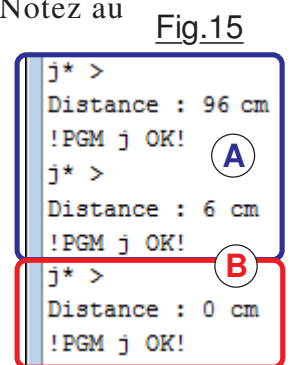 Notez au
Fig.15
j* >
Distance : 96 cm
!PGM j OK!
A
j* >
Distance : 6 cm
!PGM j OK!
B
j* >
Distance : 0 cm
!PGM j OK!